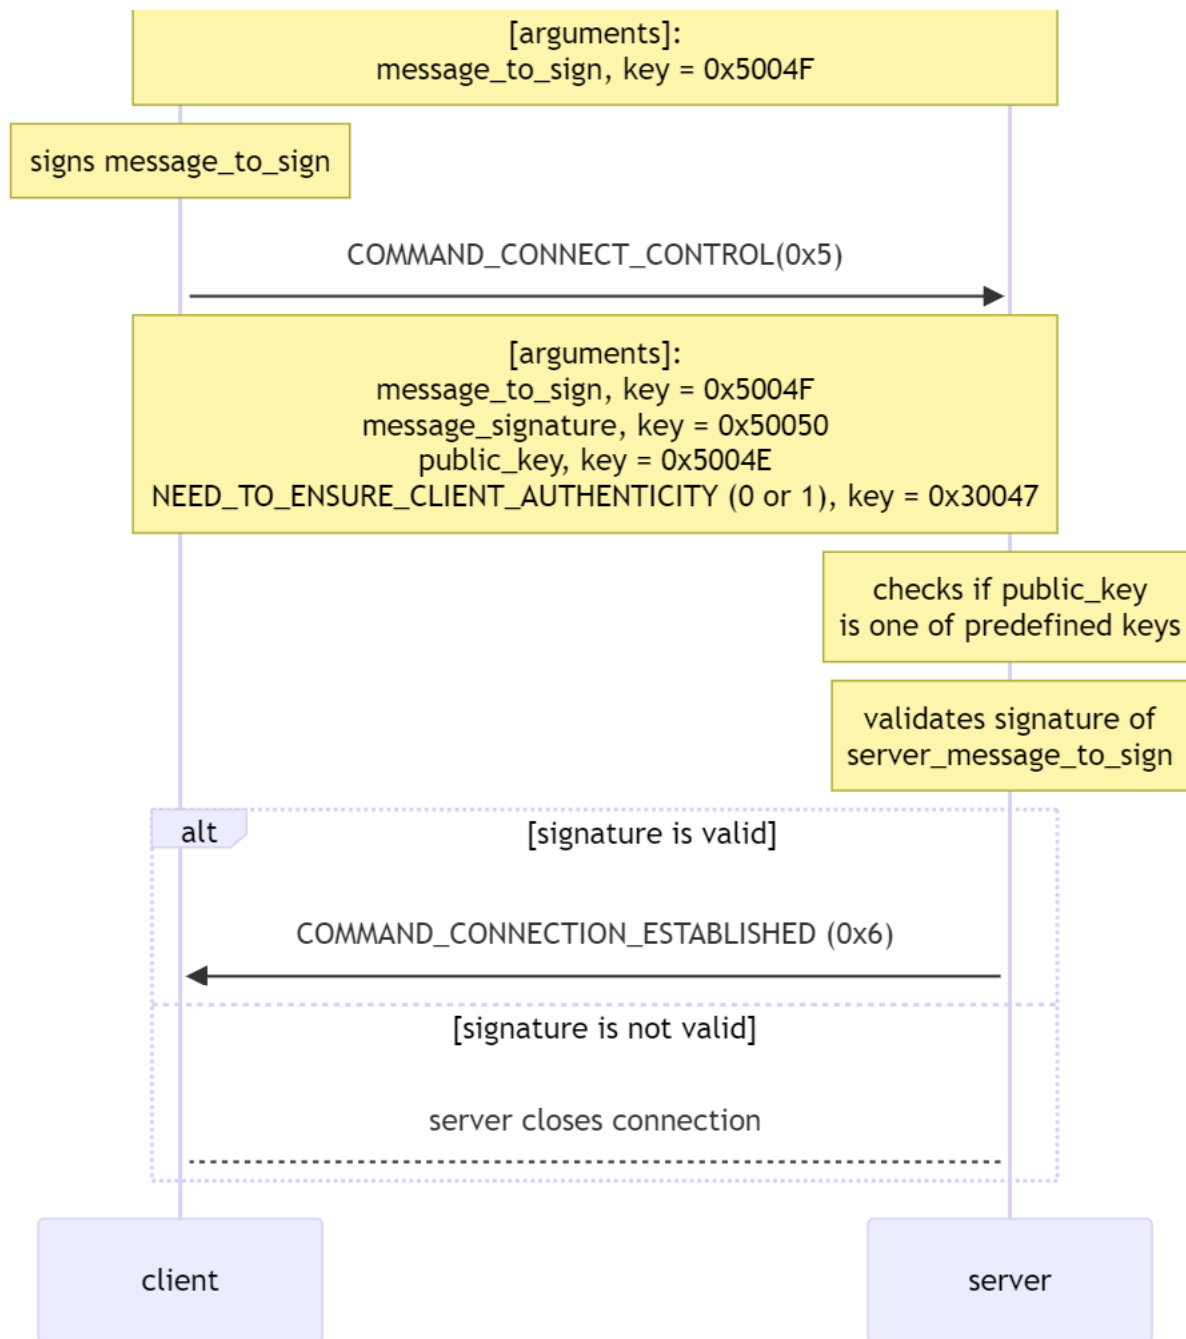 [arguments]:
message_to_sign, key = 0x5004F
signs message_to_sign
COMMAND_CONNECT_CONTROL(0x5)
[arguments]:
message_to_sign, key = 0x5004F
message_signature, key = 0x50050
public_key, key = 0x5004E
NEED_TO_ENSURE_CLIENT_AUTHENTICITY (0 or 1), key = 0x30047
checks if public_key
is one of predefined keys
validates signature of
server_message_to_sign
alt
[signature is valid]
COMMAND_CONNECTION_ESTABLISHED (0x6)
[signature is not valid]
server closes connection
client
server